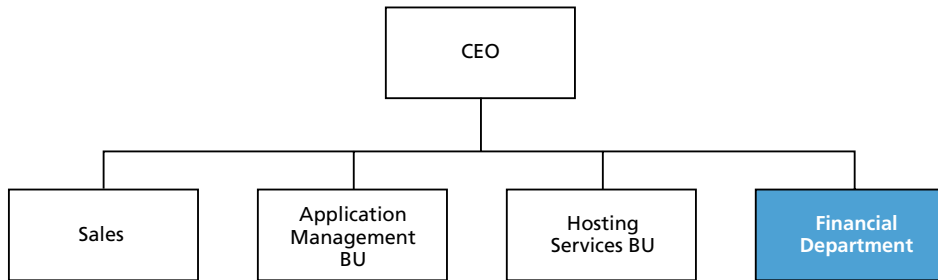 CEO
Sales
Application
Management
BU
Hosting
Services BU
Financial
Department